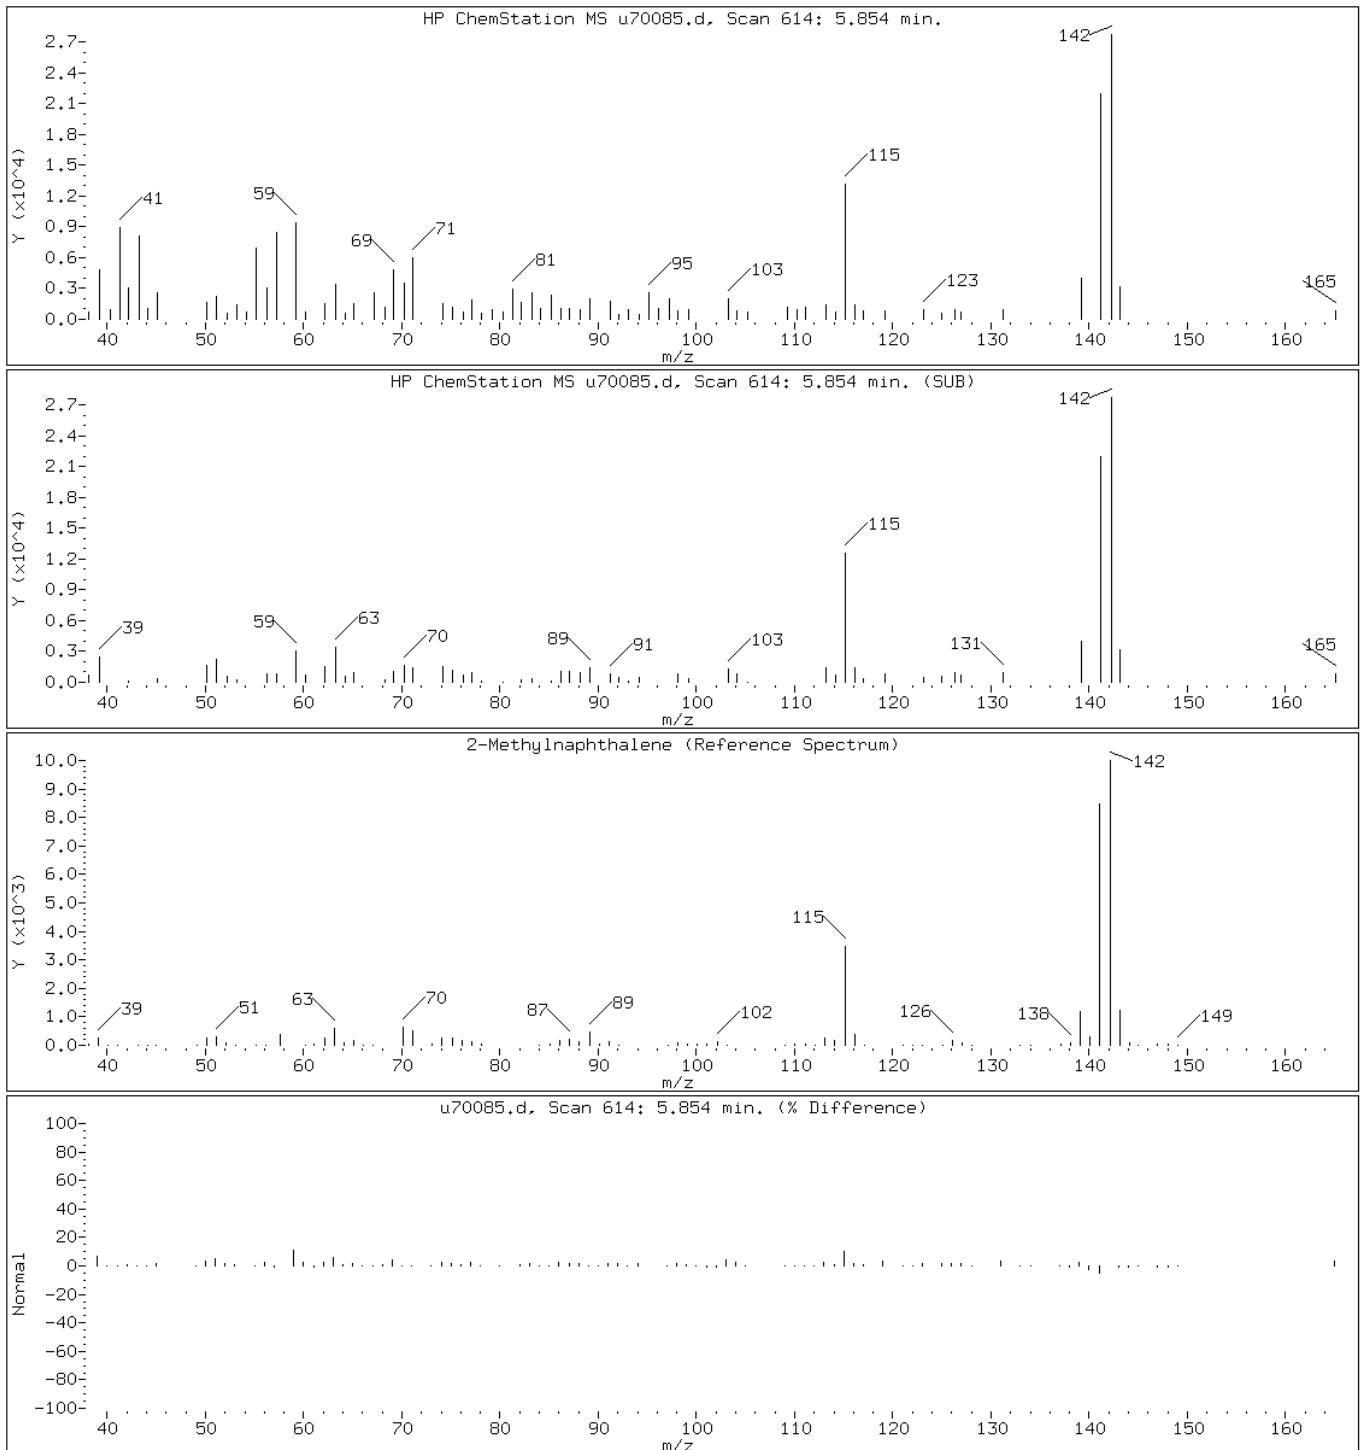 HP ChemStation MS u70085.d, Scan 614: 5.854 min.
Y (x10^4)
2.7
2.4
2.1
1.8
1.5
1.2
0.9
0.6
0.3
0.0
41 59 69 71 81 95 103 115 123 142 165
40 50 60 70 80 90 100 110 120 130 140 150 160
m/z
HP ChemStation MS u70085.d, Scan 614: 5.854 min. (SUB)
Y (x10^4)
2.7
2.4
2.1
1.8
1.5
1.2
0.9
0.6
0.3
0.0
39 59 63 70 89 91 103 115 131 142 165
40 50 60 70 80 90 100 110 120 130 140 150 160
m/z
2-Methylnaphthalene (Reference Spectrum)
Y (x10^3)
10.0
9.0
8.0
7.0
6.0
5.0
4.0
3.0
2.0
1.0
0.0
39 51 63 70 87 89 102 115 126 138 142 149
40 50 60 70 80 90 100 110 120 130 140 150 160
m/z
u70085.d, Scan 614: 5.854 min. (% Difference)
Normal
100
80
60
40
20
0
-20
-40
-60
-80
-100
40 50 60 70 80 90 100 110 120 130 140 150 160
m/z